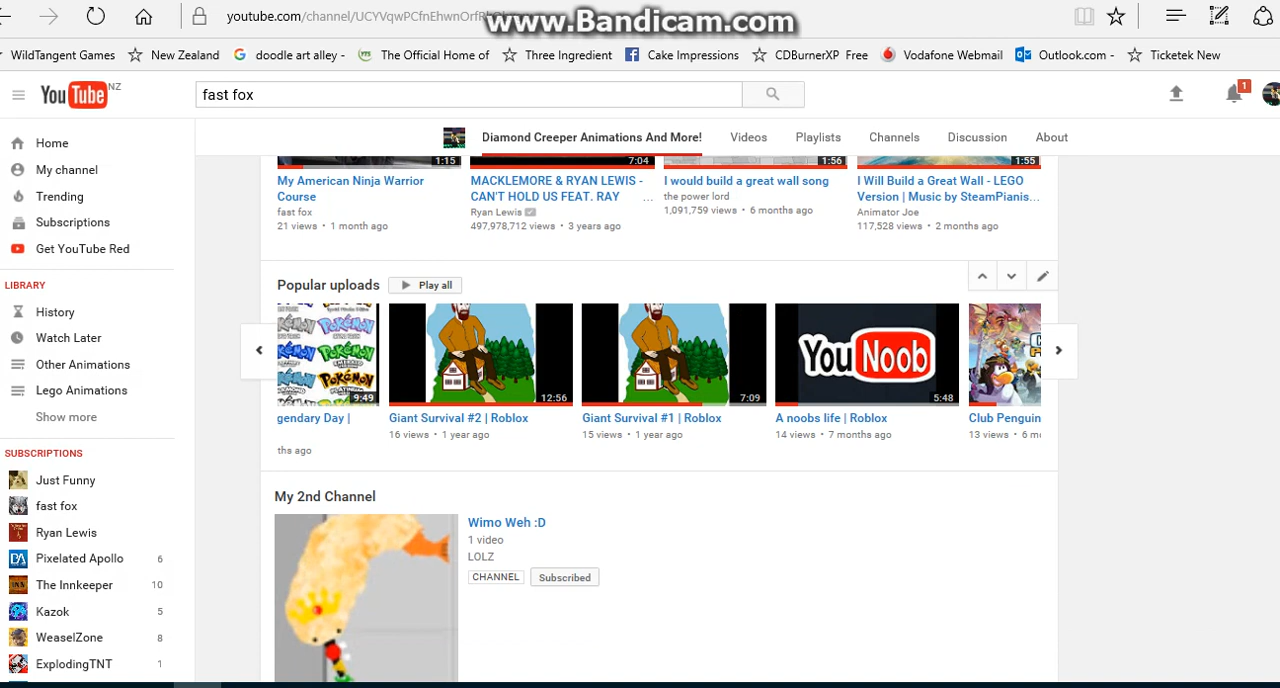 youtube.com/channel/UCYVqwPCfnEhwnOrf
www.Bandicam.com
WildTangent Games New Zealand doodle art alley - The Official Home of Three Ingredient Cake Impressions CDBurnerXP Free Vodafone Webmail Outlook.com - Ticketek New
YouTube NZ
fast fox
1
Home
My channel
Trending
Subscriptions
Get YouTube Red
LIBRARY
History
Watch Later
Other Animations
Lego Animations
Show more
SUBSCRIPTIONS
Just Funny
fast fox
Ryan Lewis
Pixelated Apollo 6
The Innkeeper 10
Kazok 5
WeaselZone 8
ExplodingTNT 1
Diamond Creeper Animations And More! Videos Playlists Channels Discussion About
1:15 7:04 1:56 1:55
My American Ninja Warrior Course
fast fox
21 views • 1 month ago
MACKLEMORE & RYAN LEWIS - CAN'T HOLD US FEAT. RAY ...
Ryan Lewis
497,978,712 views • 3 years ago
I would build a great wall song
the power lord
1,091,759 views • 6 months ago
I Will Build a Great Wall - LEGO Version | Music by SteamPianis...
Animator Joe
117,528 views • 2 months ago
Popular uploads Play all
9:49 12:56 7:09 5:48
You Noob
gendary Day |
ths ago
Giant Survival #2 | Roblox
16 views • 1 year ago
Giant Survival #1 | Roblox
15 views • 1 year ago
A noobs life | Roblox
14 views • 7 months ago
Club Penguin
13 views • 6 m
My 2nd Channel
Wimo Weh :D
1 video
LOLZ
CHANNEL Subscribed